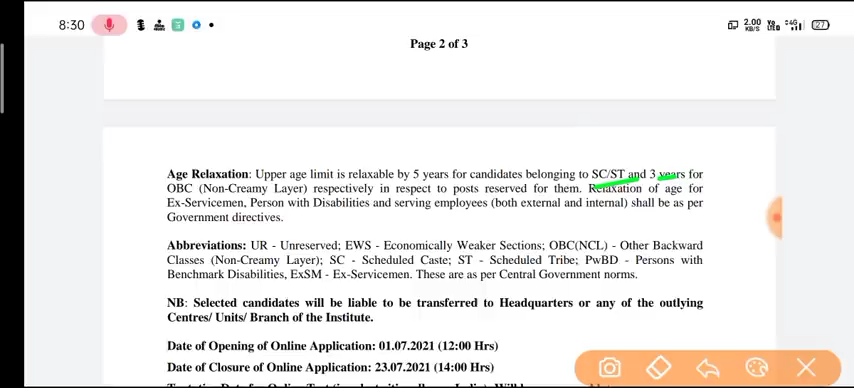 8:30
2.00 KB/S Vo LTE 4G 27
Page 2 of 3
Age Relaxation: Upper age limit is relaxable by 5 years for candidates belonging to SC/ST and 3 years for
OBC (Non-Creamy Layer) respectively in respect to posts reserved for them. Relaxation of age for
Ex-Servicemen, Person with Disabilities and serving employees (both external and internal) shall be as per
Government directives.
Abbreviations: UR - Unreserved; EWS - Economically Weaker Sections; OBC(NCL) - Other Backward
Classes (Non-Creamy Layer); SC - Scheduled Caste; ST - Scheduled Tribe; PwBD - Persons with
Benchmark Disabilities, ExSM - Ex-Servicemen. These are as per Central Government norms.
NB: Selected candidates will be liable to be transferred to Headquarters or any of the outlying
Centres/ Units/ Branch of the Institute.
Date of Opening of Online Application: 01.07.2021 (12:00 Hrs)
Date of Closure of Online Application: 23.07.2021 (14:00 Hrs)